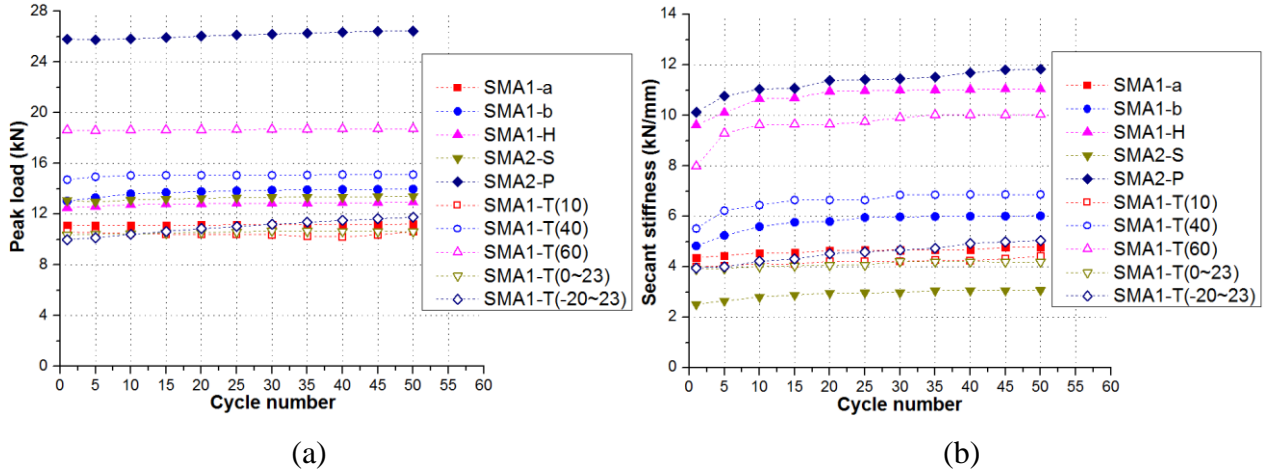 28
24
20
16
12
8
4
0
Peak load (kN)
0 5 10 15 20 25 30 35 40 45 50 55 60
Cycle number
SMA1-a
SMA1-b
SMA1-H
SMA2-S
SMA2-P
SMA1-T(10)
SMA1-T(40)
SMA1-T(60)
SMA1-T(0~23)
SMA1-T(-20~23)
(a)
14
12
10
8
6
4
2
0
Secant stiffness (kN/mm)
0 5 10 15 20 25 30 35 40 45 50 55 60
Cycle number
SMA1-a
SMA1-b
SMA1-H
SMA2-S
SMA2-P
SMA1-T(10)
SMA1-T(40)
SMA1-T(60)
SMA1-T(0~23)
SMA1-T(-20~23)
(b)